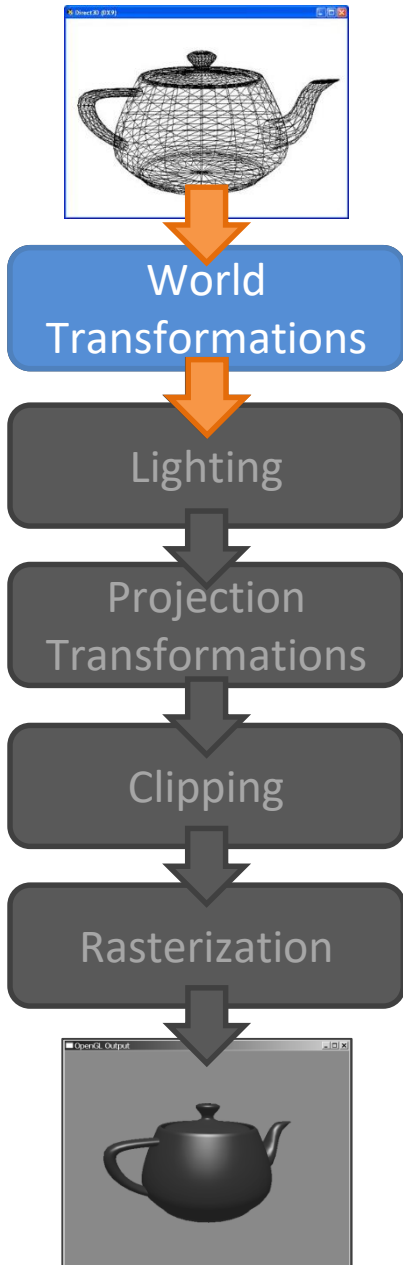 Direct3D (DX9)
World
Transformations
Lighting
Projection
Transformations
Clipping
Rasterization
OpenGL Output